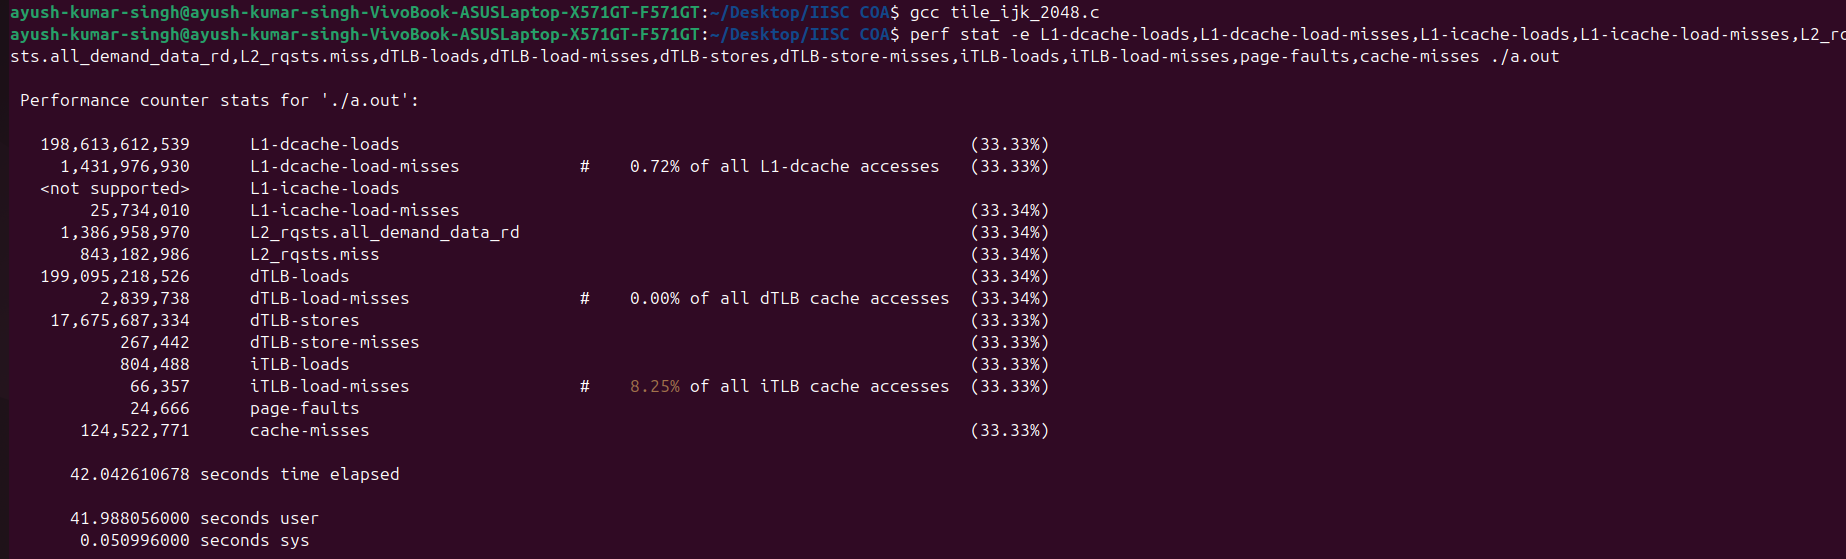 ayush-kumar-singh@ayush-kumar-singh-VivoBook-ASUSLaptop-X571GT-F571GT:~/Desktop/IISC COA$ gcc tile_ijk_2048.c
ayush-kumar-singh@ayush-kumar-singh-VivoBook-ASUSLaptop-X571GT-F571GT:~/Desktop/IISC COA$ perf stat -e L1-dcache-loads,L1-dcache-load-misses,L1-icache-loads,L1-icache-load-misses,L2_rq
sts.all_demand_data_rd,L2_rqsts.miss,dTLB-loads,dTLB-load-misses,dTLB-stores,dTLB-store-misses,iTLB-loads,iTLB-load-misses,page-faults,cache-misses ./a.out
Performance counter stats for './a.out':
198,613,612,539 L1-dcache-loads (33.33%)
1,431,976,930 L1-dcache-load-misses # 0.72% of all L1-dcache accesses (33.33%)
<not supported> L1-icache-loads
25,734,010 L1-icache-load-misses (33.34%)
1,386,958,970 L2_rqsts.all_demand_data_rd (33.34%)
843,182,986 L2_rqsts.miss (33.34%)
199,095,218,526 dTLB-loads (33.34%)
2,839,738 dTLB-load-misses # 0.00% of all dTLB cache accesses (33.34%)
17,675,687,334 dTLB-stores (33.33%)
267,442 dTLB-store-misses (33.33%)
804,488 iTLB-loads (33.33%)
66,357 iTLB-load-misses # 8.25% of all iTLB cache accesses (33.33%)
24,666 page-faults
124,522,771 cache-misses (33.33%)
42.042610678 seconds time elapsed
41.988056000 seconds user
0.050996000 seconds sys